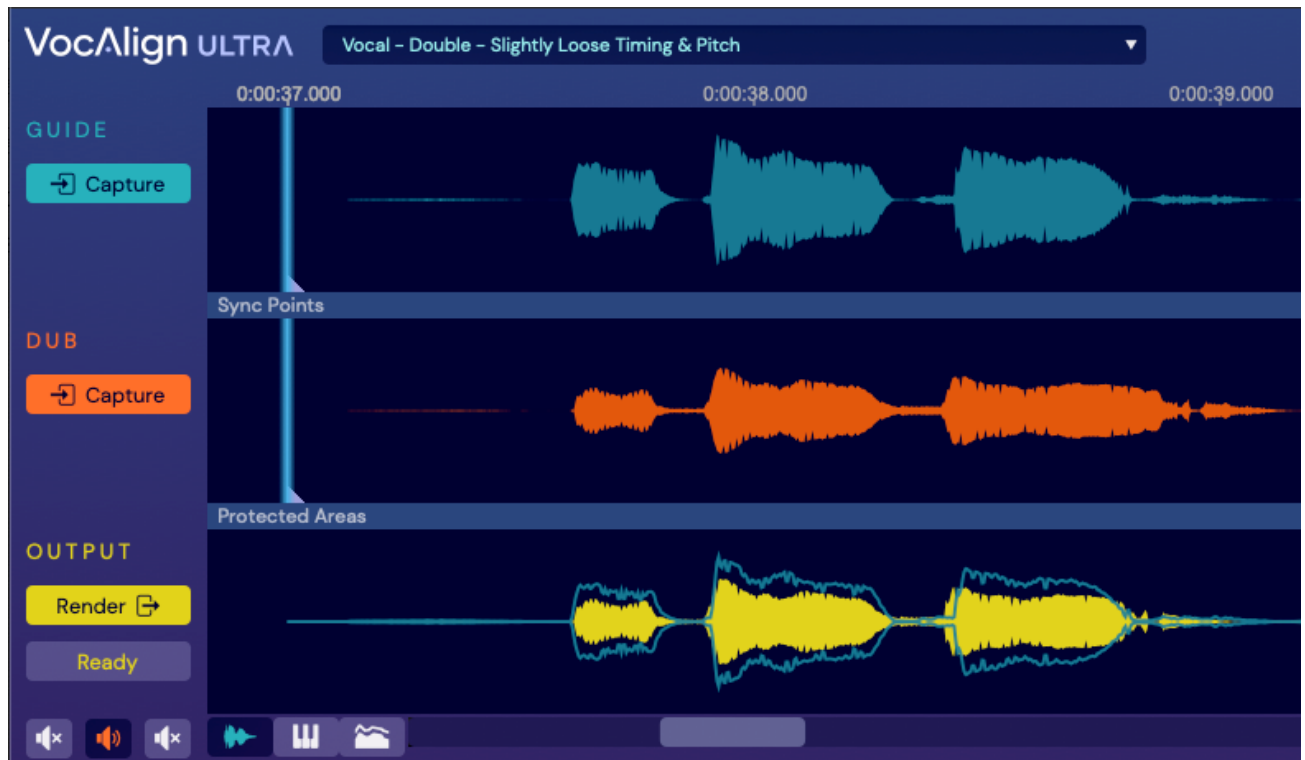 VocAlign ULTRA
Vocal - Double - Slightly Loose Timing & Pitch
0:00:37.000 0:00:38.000 0:00:39.000
GUIDE
Capture
Sync Points
DUB
Capture
Protected Areas
OUTPUT
Render
Ready